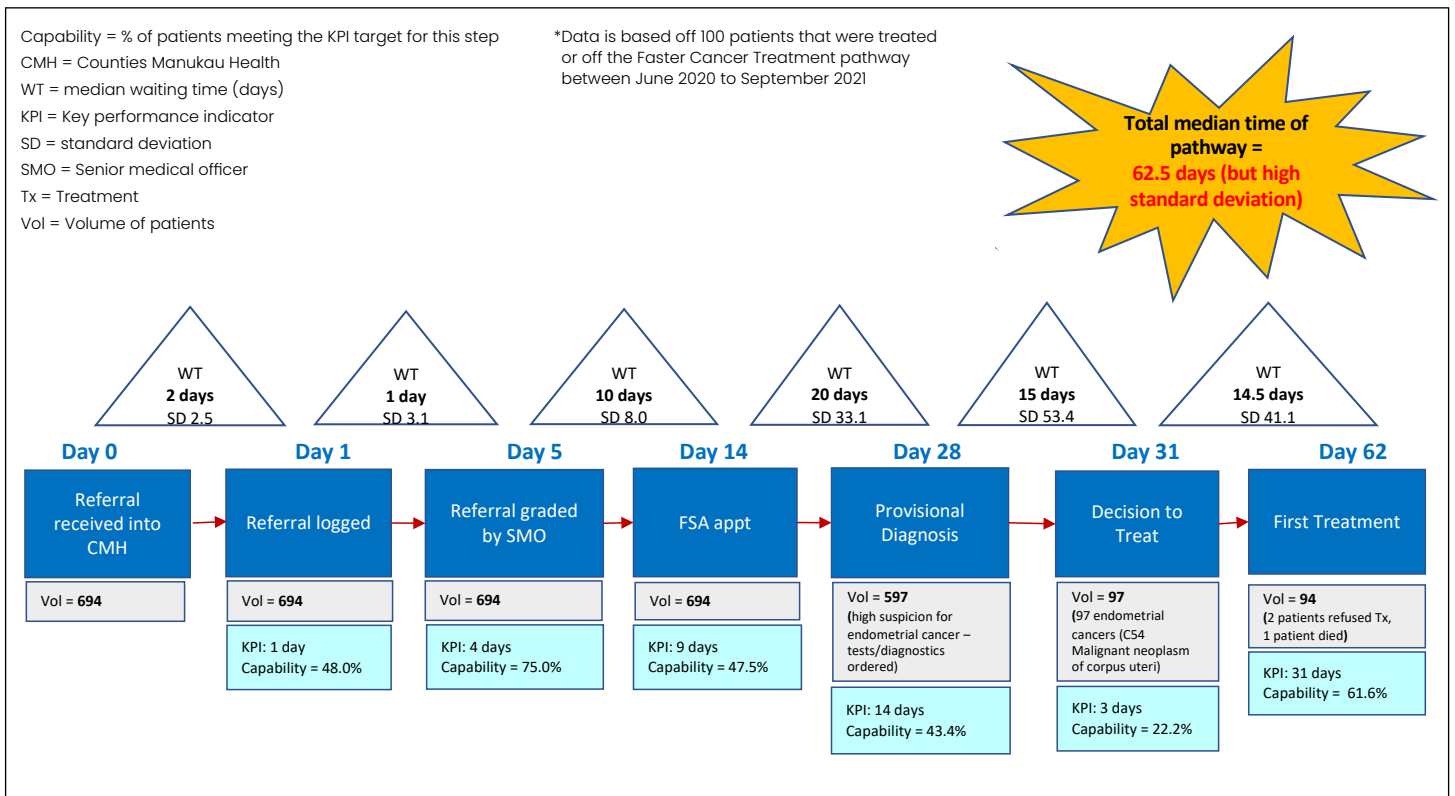 Capability = % of patients meeting the KPI target for this step
CMH = Counties Manukau Health
WT = median waiting time (days)
KPI = Key performance indicator
SD = standard deviation
SMO = Senior medical officer
Tx = Treatment
Vol = Volume of patients
*Data is based off 100 patients that were treated
or off the Faster Cancer Treatment pathway
between June 2020 to September 2021
Total median time of
pathway =
62.5 days (but high
standard deviation)
WT
2 days
SD 2.5
WT
1 day
SD 3.1
WT
10 days
SD 8.0
WT
20 days
SD 33.1
WT
15 days
SD 53.4
WT
14.5 days
SD 41.1
Day 0
Referral
received into
CMH
Vol = 694
Day 1
Referral logged
Vol = 694
KPI: 1 day
Capability = 48.0%
Day 5
Referral graded
by SMO
Vol = 694
KPI: 4 days
Capability = 75.0%
Day 14
FSA appt
Vol = 694
KPI: 9 days
Capability = 47.5%
Day 28
Provisional
Diagnosis
Vol = 597
(high suspicion for
endometrial cancer –
tests/diagnostics
ordered)
KPI: 14 days
Capability = 43.4%
Day 31
Decision to
Treat
Vol = 97
(97 endometrial
cancers (C54
Malignant neoplasm
of corpus uteri)
KPI: 3 days
Capability = 22.2%
Day 62
First Treatment
Vol = 94
(2 patients refused Tx,
1 patient died)
KPI: 31 days
Capability = 61.6%